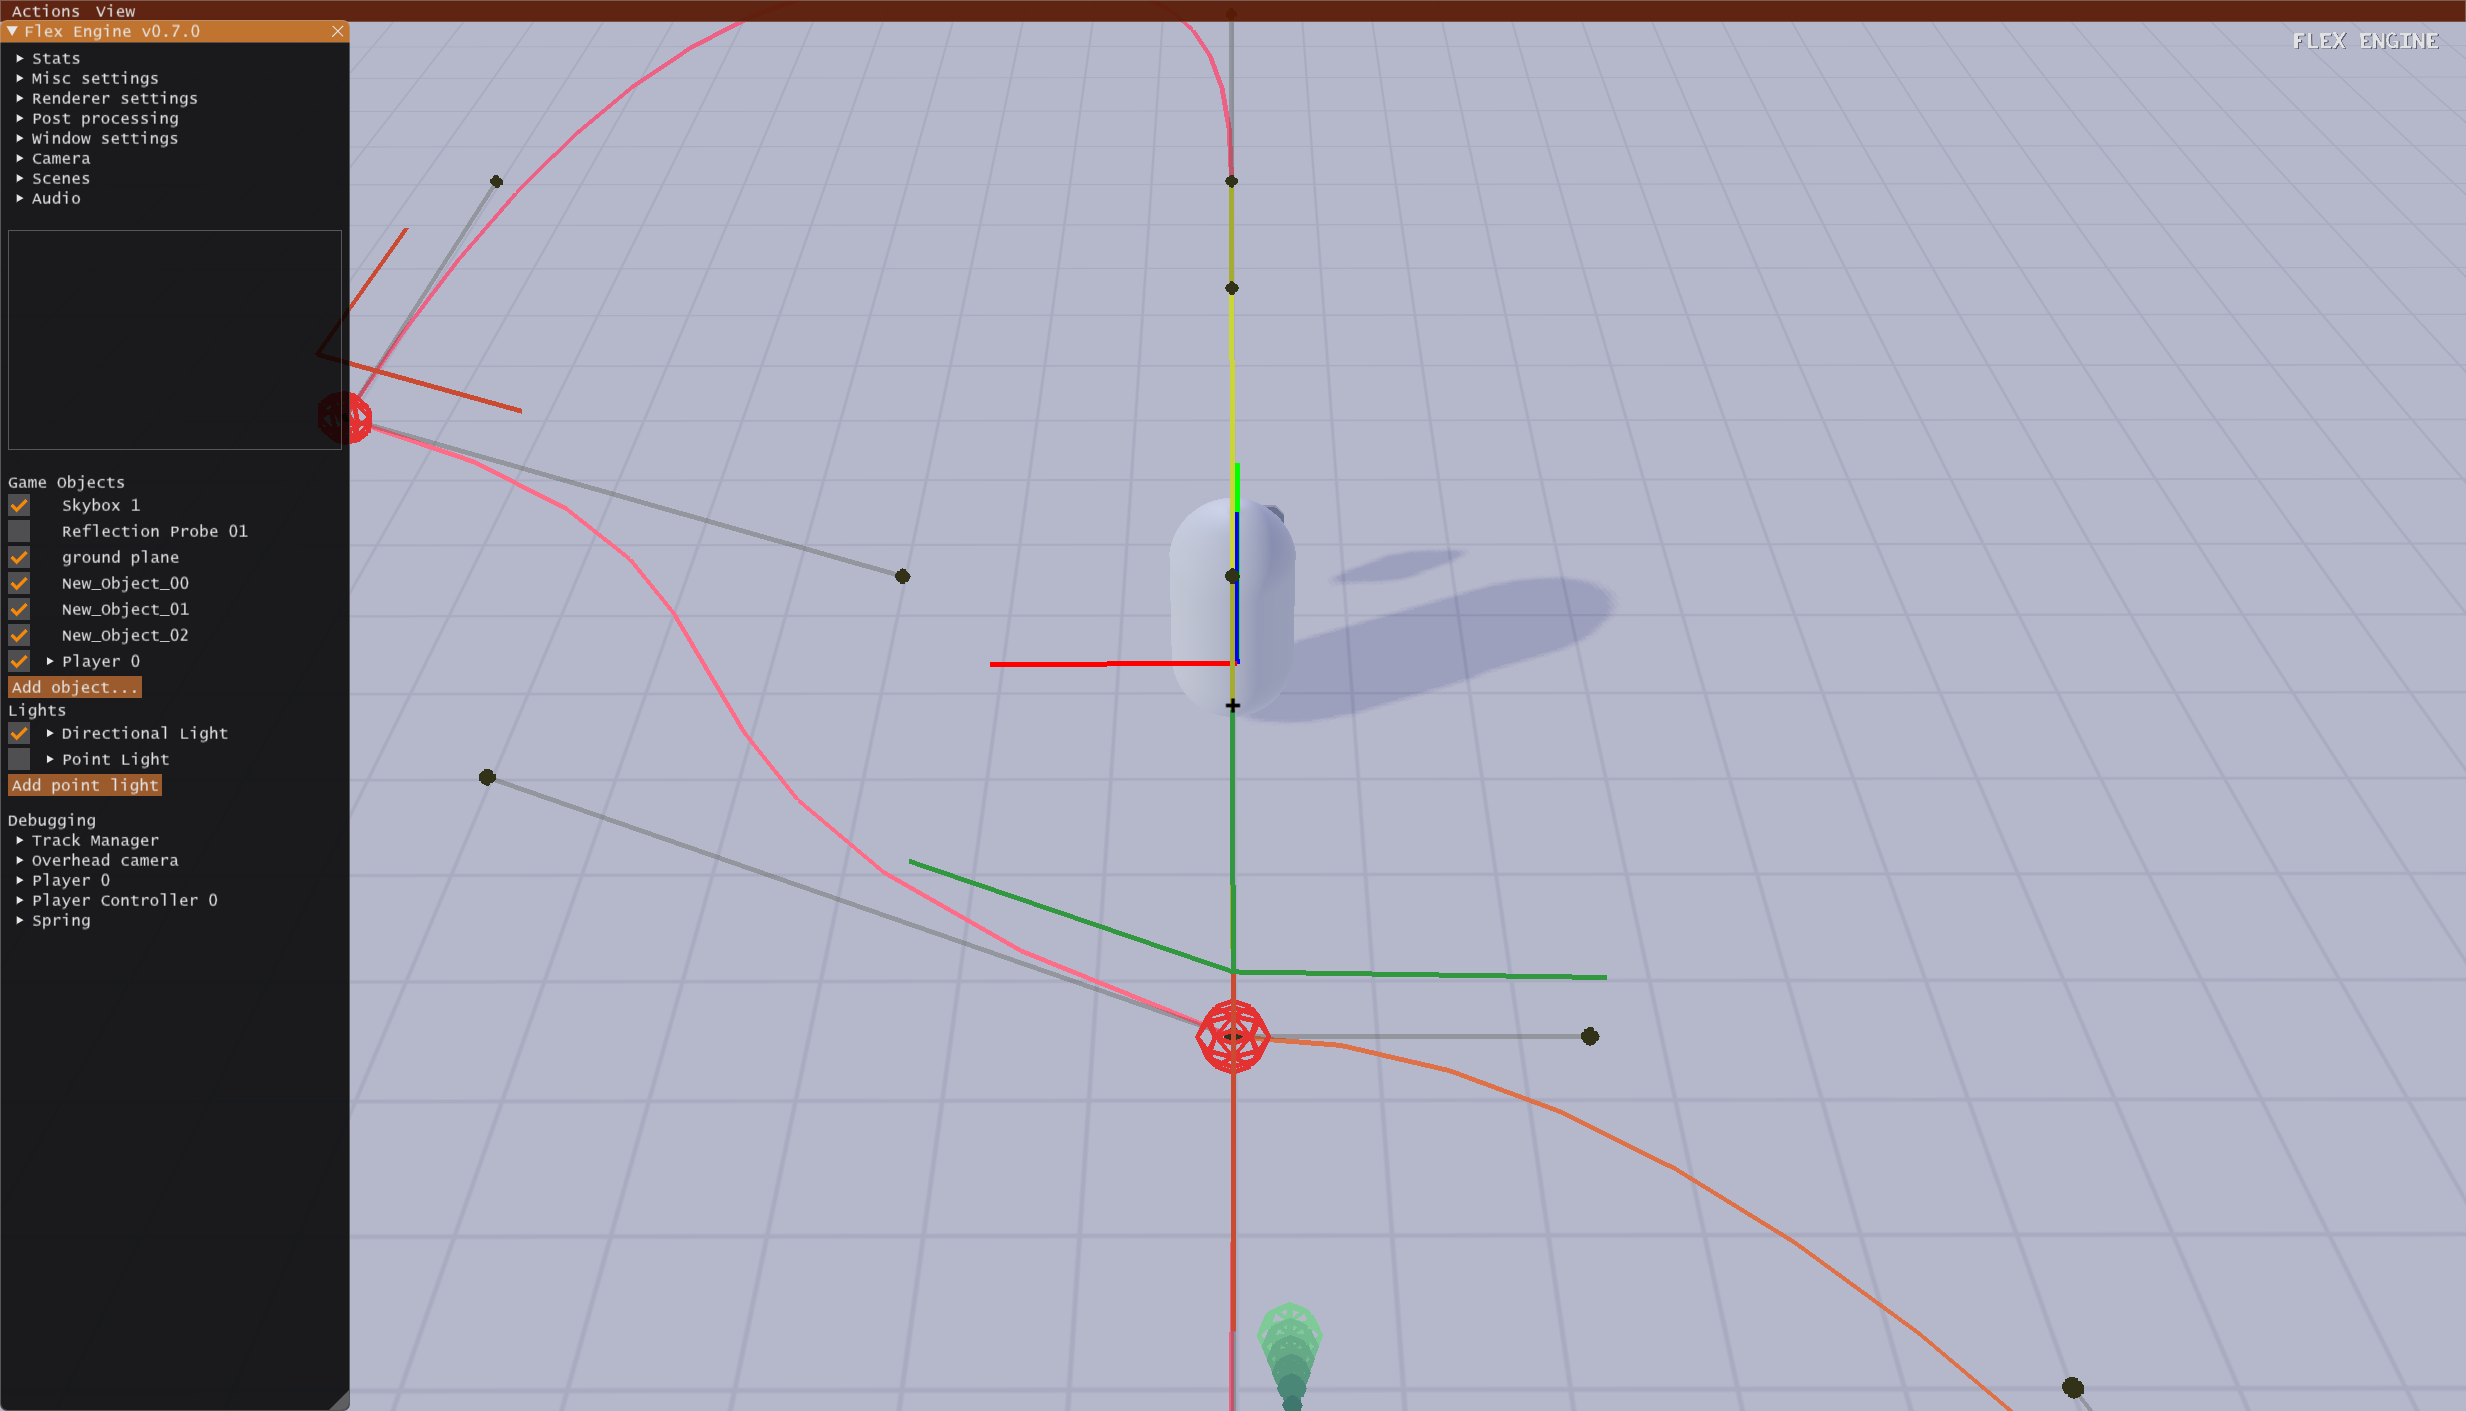 Actions View
Flex Engine v0.7.0
FLEX ENGINE
Stats
Misc settings
Renderer settings
Post processing
Window settings
Camera
Scenes
Audio
Game Objects
Skybox 1
Reflection Probe 01
ground plane
New_Object_00
New_Object_01
New_Object_02
Player 0
Add object...
Lights
Directional Light
Point Light
Add point light
Debugging
Track Manager
Overhead camera
Player 0
Player Controller 0
Spring